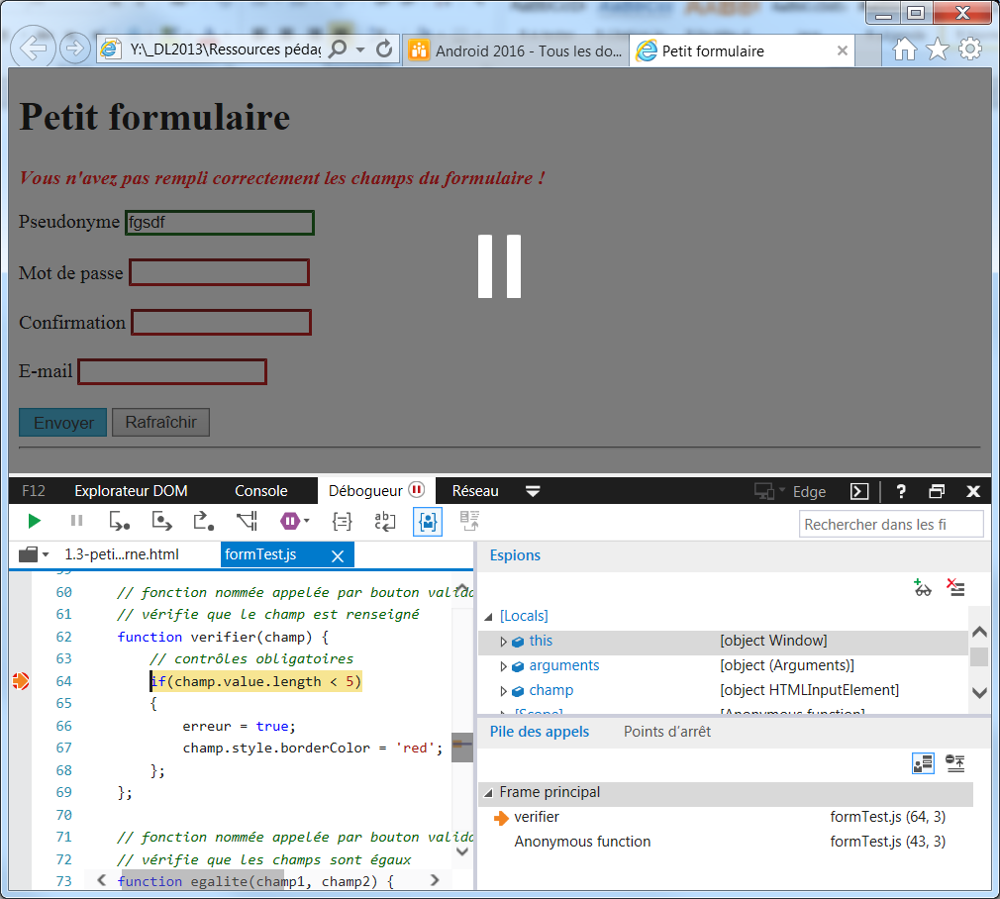 Y:\_DL2013\Ressources pédag
Android 2016 - Tous les do...
Petit formulaire
Petit formulaire
Vous n'avez pas rempli correctement les champs du formulaire !
Pseudonyme fgsdf
Mot de passe
Confirmation
E-mail
Envoyer Rafraîchir
F12 Explorateur DOM Console Débogueur Réseau Edge
Rechercher dans les fi
1.3-peti...rne.html formTest.js
Espions
60 // fonction nommée appelée par bouton valida
61 // vérifie que le champ est renseigné
62 function verifier(champ) {
63 // contrôles obligatoires
64 if(champ.value.length < 5)
65 {
66 erreur = true;
67 champ.style.borderColor = 'red';
68 };
69 };
70
71 // fonction nommée appelée par bouton valida
72 // vérifie que les champs sont égaux
73 function egalite(champ1, champ2) {
[Locals]
this [object Window]
arguments [object (Arguments)]
champ [object HTMLInputElement]
[Scope] [Anonymous function]
Pile des appels Points d'arrêt
Frame principal
verifier formTest.js (64, 3)
Anonymous function formTest.js (43, 3)